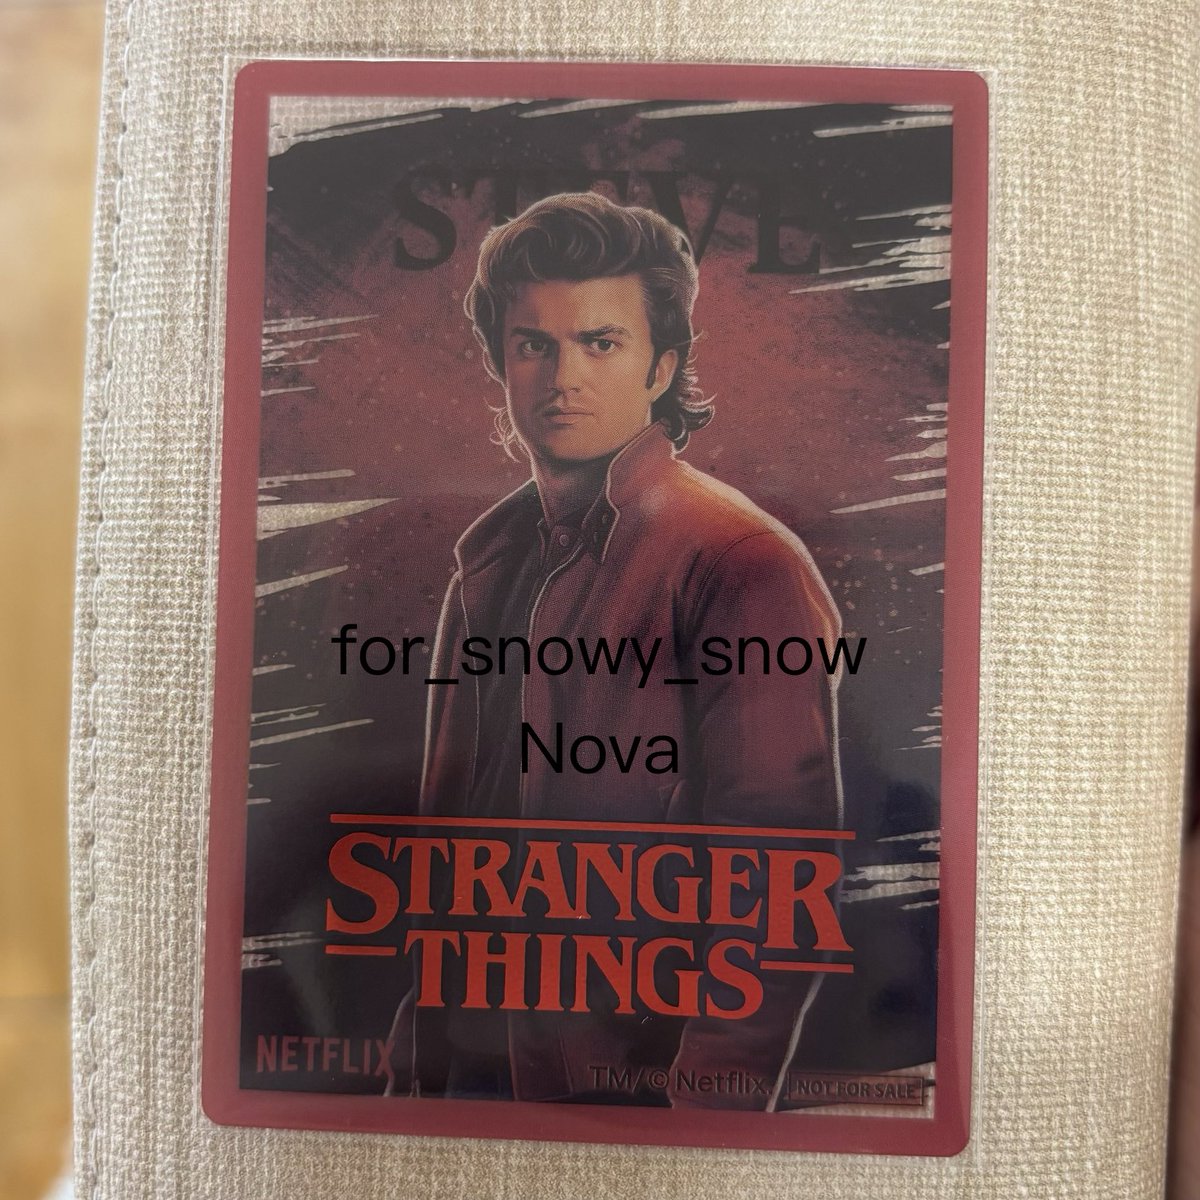 STEVE
for_snowy_snow
Nova
STRANGER
THINGS
NETFLIX
TM/© Netflix.
NOT FOR SALE